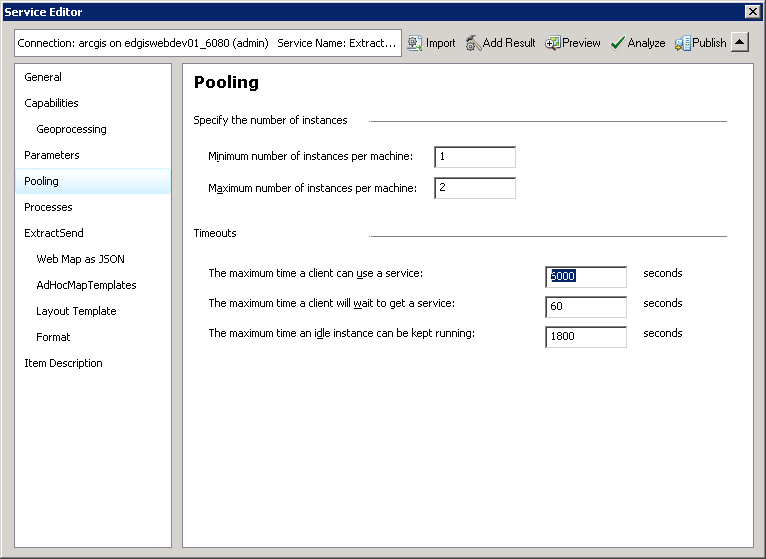 Service Editor
Connection: arcgis on edgiswebdev01_6080 (admin) Service Name: Extract... Import Add Result Preview Analyze Publish
General
Capabilities
Geoprocessing
Parameters
Pooling
Processes
ExtractSend
Web Map as JSON
AdHocMapTemplates
Layout Template
Format
Item Description
Pooling
Specify the number of instances
Minimum number of instances per machine: 1
Maximum number of instances per machine: 2
Timeouts
The maximum time a client can use a service: 6000 seconds
The maximum time a client will wait to get a service: 60 seconds
The maximum time an idle instance can be kept running: 1800 seconds